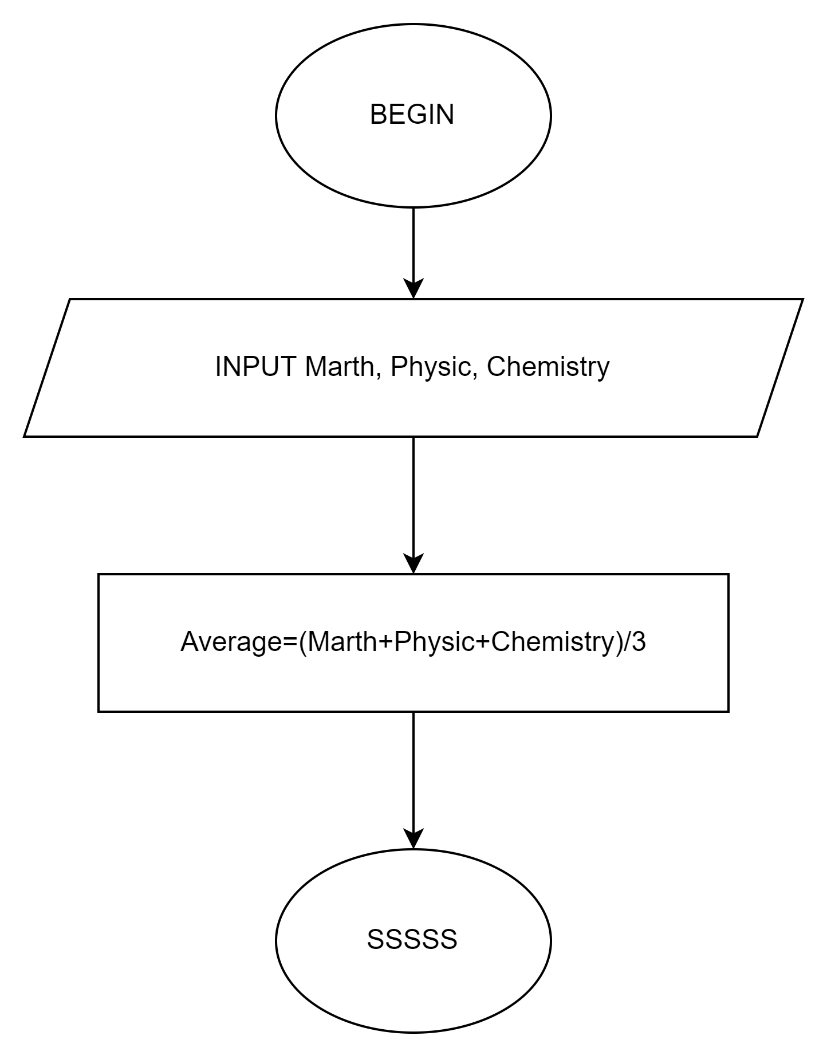 BEGIN
INPUT Marth, Physic, Chemistry
Average=(Marth+Physic+Chemistry)/3
SSSSS